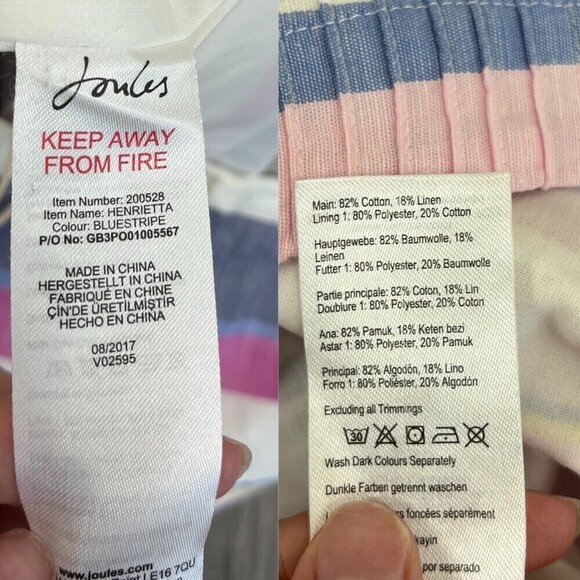 Joules
KEEP AWAY
FROM FIRE
Item Number: 200528
Item Name: HENRIETTA
Colour: BLUESTRIPE
P/O No: GB3PO01005567
MADE IN CHINA
HERGESTELLT IN CHINA
FABRIQUÉ EN CHINE
ÇİN'DE ÜRETİLMİŞTİR
HECHO EN CHINA
08/2017
V02595
www.joules.com
LE16 7QU
Main: 82% Cotton, 18% Linen
Lining 1: 80% Polyester, 20% Cotton
Hauptgewebe: 82% Baumwolle, 18%
Leinen
Futter 1: 80% Polyester, 20% Baumwolle
Partie principale: 82% Coton, 18% Lin
Doublure 1: 80% Polyester, 20% Coton
Ana: 82% Pamuk, 18% Keten bezi
Astar 1: 80% Polyester, 20% Pamuk
Principal: 82% Algodón, 18% Lino
Forro 1: 80% Poliéster, 20% Algodón
Excluding all Trimmings
30
Wash Dark Colours Separately
Dunkle Farben getrennt waschen
rs foncées séparément
kayin
por separado